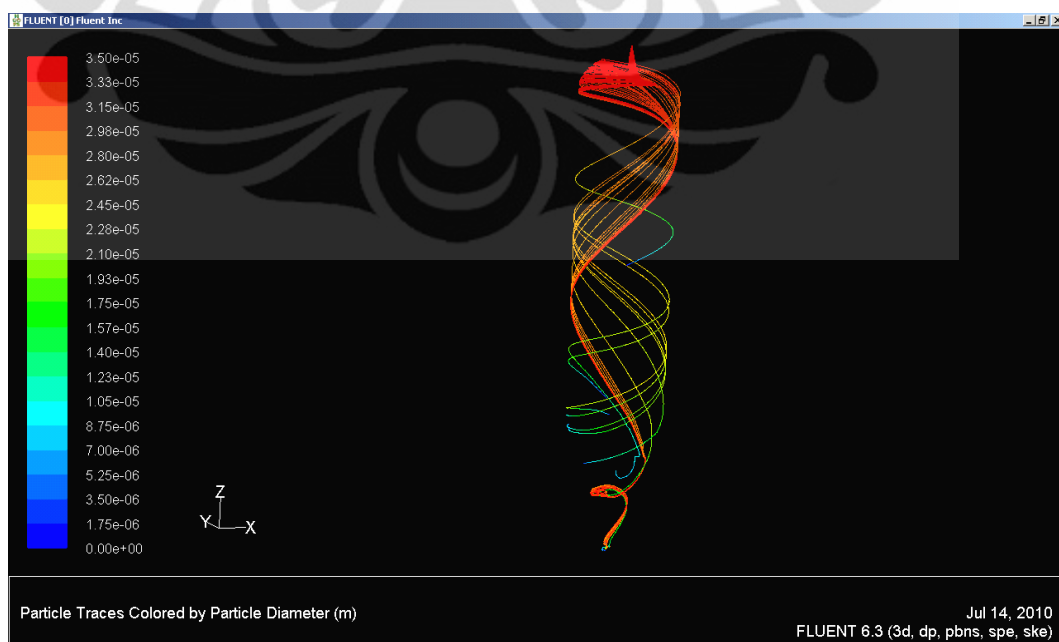 FLUENT [0] Fluent Inc
3.50e-05
3.33e-05
3.15e-05
2.98e-05
2.80e-05
2.62e-05
2.45e-05
2.28e-05
2.10e-05
1.93e-05
1.75e-05
1.57e-05
1.40e-05
1.23e-05
1.05e-05
8.75e-06
7.00e-06
5.25e-06
3.50e-06
1.75e-06
0.00e+00
Z
Y
X
Particle Traces Colored by Particle Diameter (m)
Jul 14, 2010
FLUENT 6.3 (3d, dp, pbns, spe, ske)